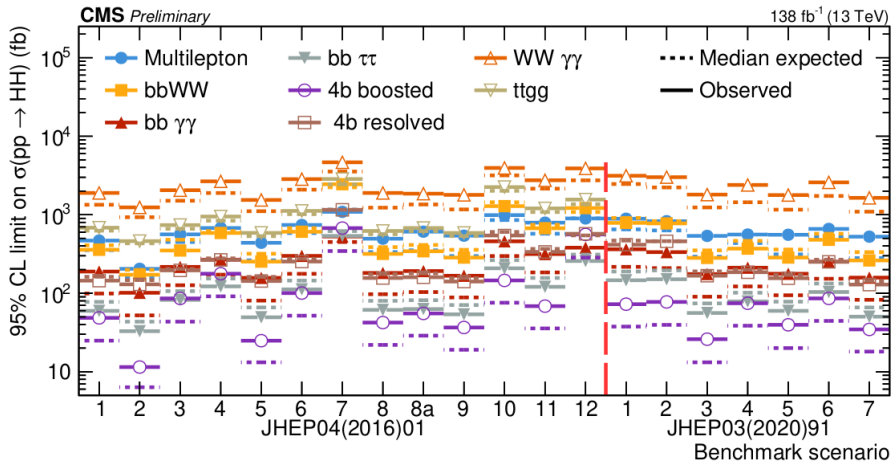 CMS Preliminary
138 fb⁻¹ (13 TeV)
95% CL limit on σ(pp → HH) (fb)
10⁵
10⁴
10³
10²
10
Multilepton
bb ττ
WW γγ
Median expected
bbWW
4b boosted
ttgg
Observed
bb γγ
4b resolved
1 2 3 4 5 6 7 8 8a 9 10 11 12 1 2 3 4 5 6 7
JHEP04(2016)01
JHEP03(2020)91
Benchmark scenario